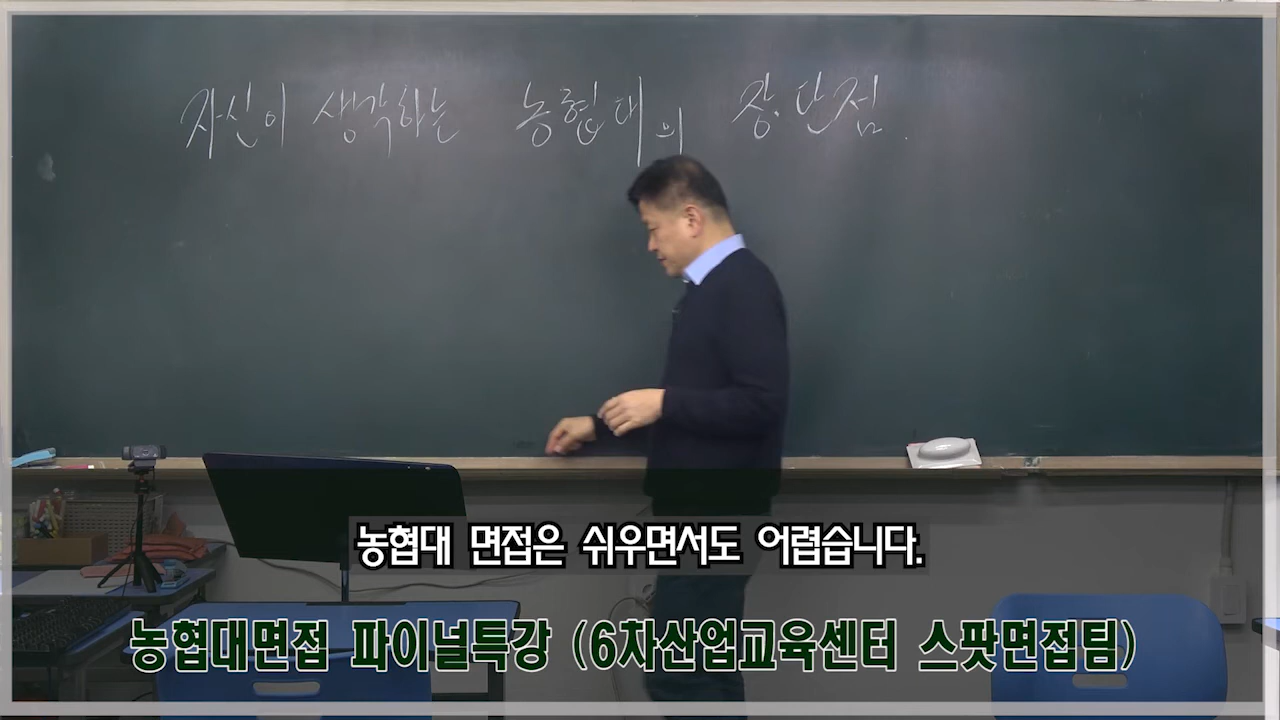 자신이 생각하는 농협대의 장.단점.
농협대 면접은 쉬우면서도 어렵습니다.
농협대면접 파이널특강 (6차산업교육센터 스팟면접팀)